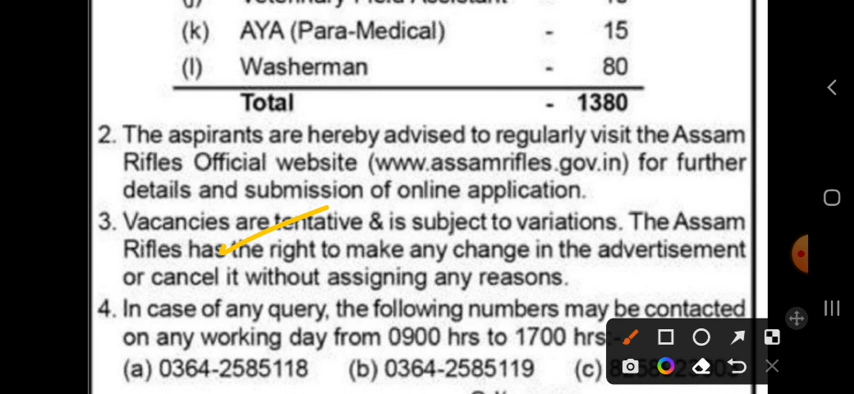 (k) AYA (Para-Medical) - 15
(l) Washerman - 80
Total - 1380
2. The aspirants are hereby advised to regularly visit the Assam
Rifles Official website (www.assamrifles.gov.in) for further
details and submission of online application.
3. Vacancies are tentative & is subject to variations. The Assam
Rifles has the right to make any change in the advertisement
or cancel it without assigning any reasons.
4. In case of any query, the following numbers may be contacted
on any working day from 0900 hrs to 1700 hrs:
(a) 0364-2585118 (b) 0364-2585119 (c)